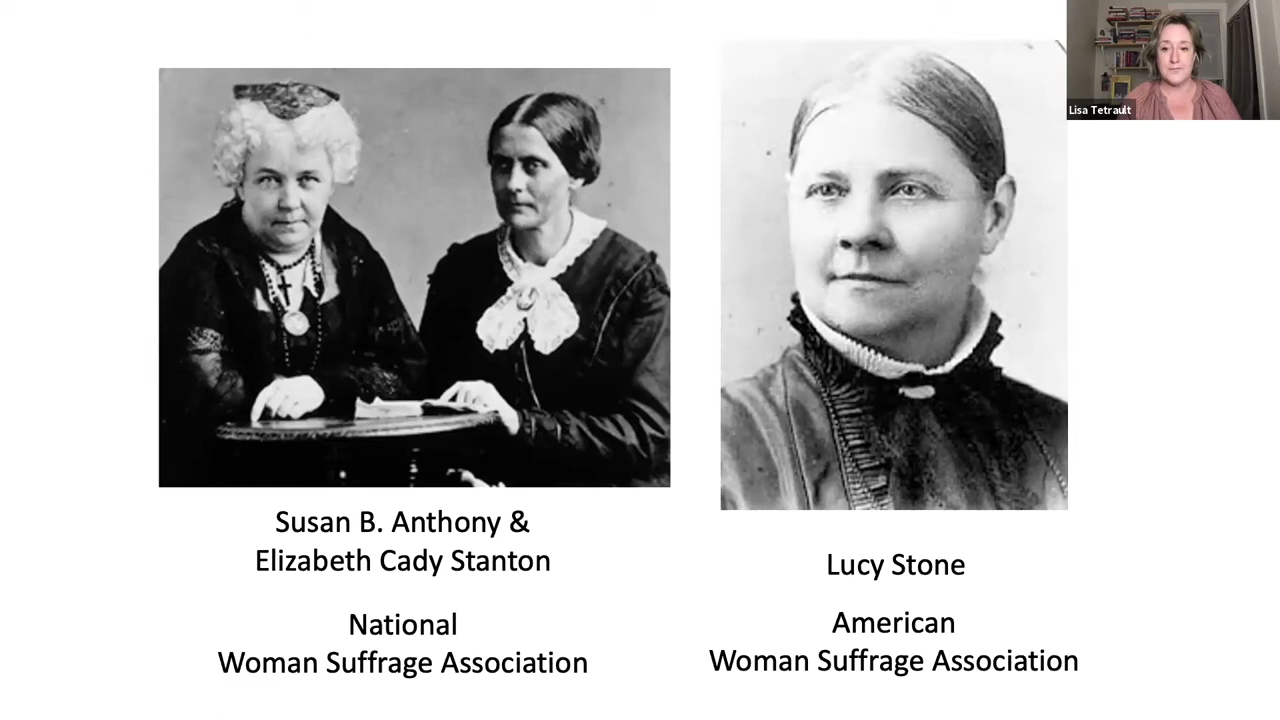 Lisa Tetrault
Susan B. Anthony &
Elizabeth Cady Stanton
National
Woman Suffrage Association
Lucy Stone
American
Woman Suffrage Association